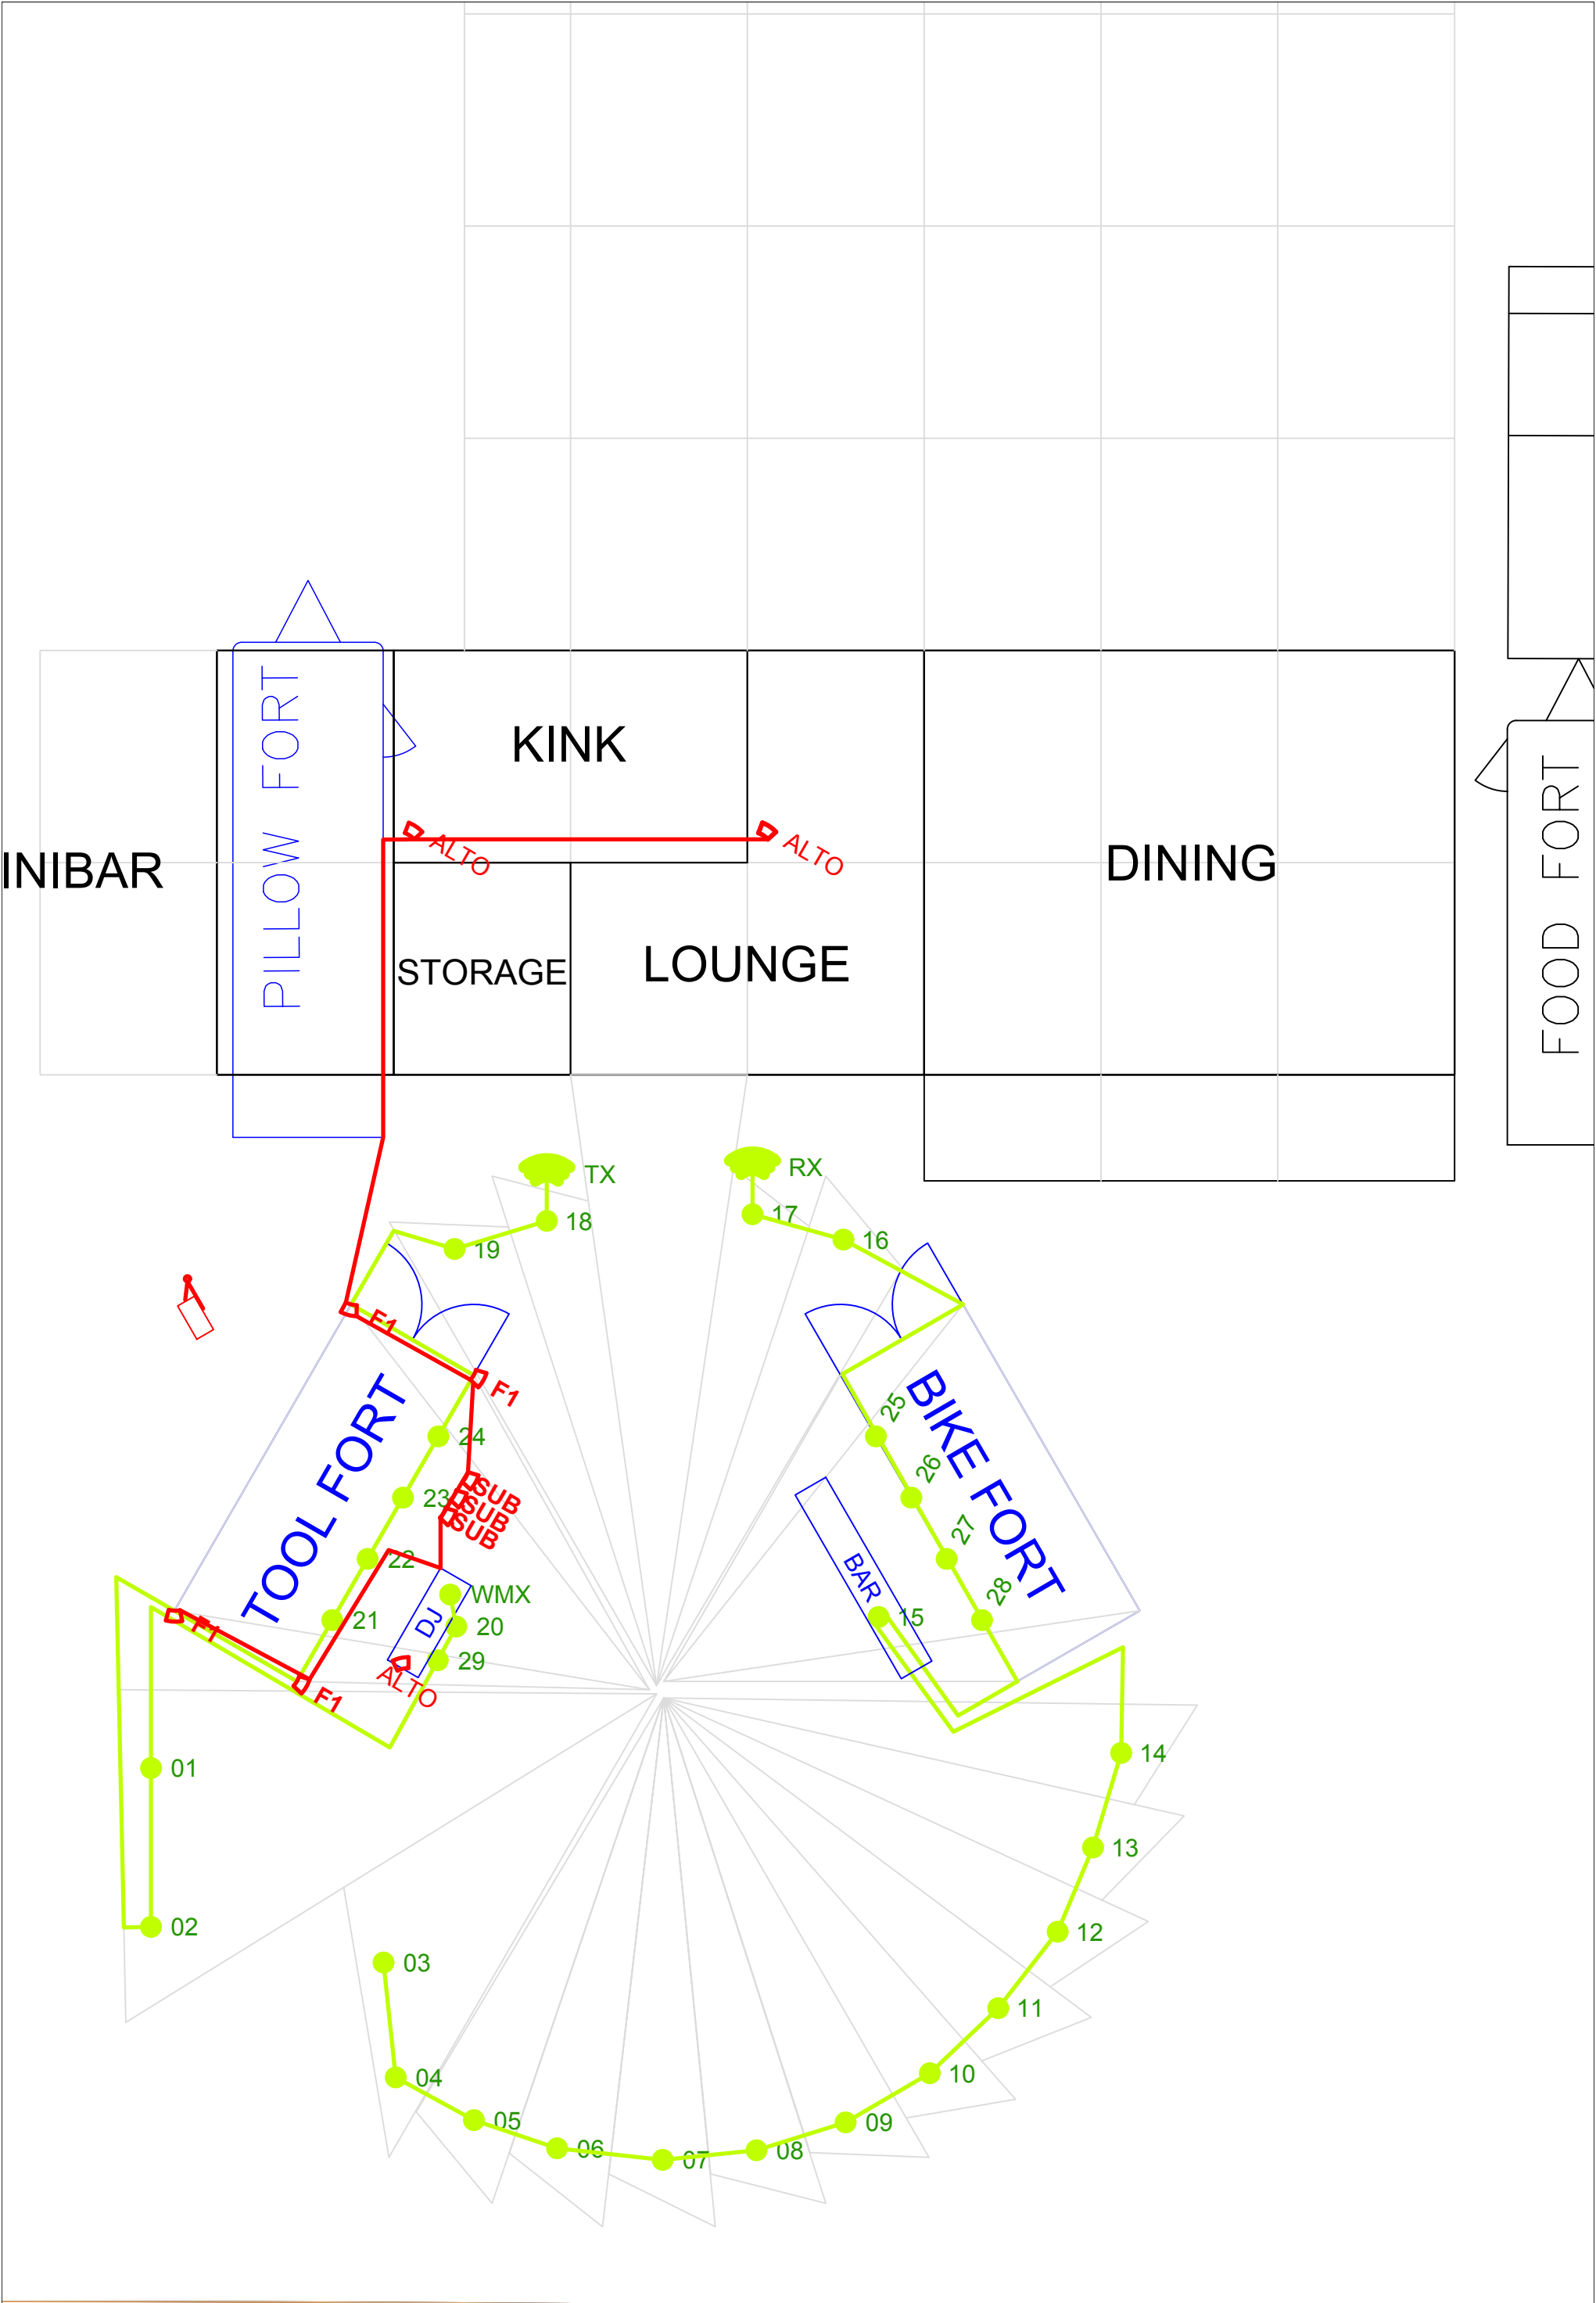 KINK
PILLOW FORT
ALTO
ALTO
INIBAR
DINING
FOOD FORT
STORAGE
LOUNGE
TX
RX
18
17
19
16
F1
F1
24
25
TOOL FORT
BIKE FORT
23
26
SUB
SUB
SUB
22
27
BAR
WMX
28
21
DJ
20
15
F1
29
ALTO
F1
01
14
13
02
12
03
11
04
10
05
09
06
07
08